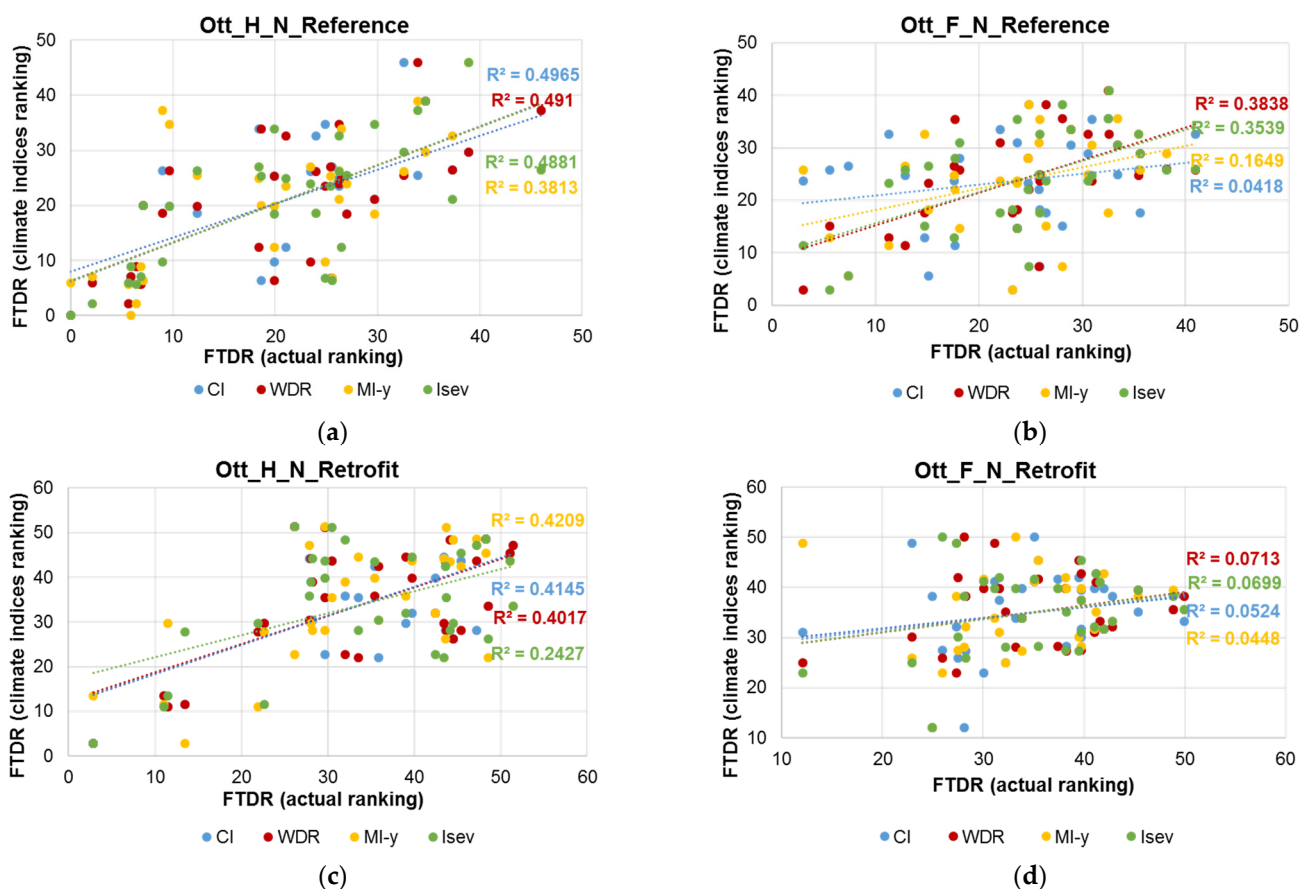 Ott_H_N_Reference
50
40
30
20
10
0
0 10 20 30 40 50
FTDR (climate indices ranking)
FTDR (actual ranking)
R² = 0.4965
R² = 0.491
R² = 0.4881
R² = 0.3813
CI WDR MI-y Isev
(a)
Ott_F_N_Reference
50
40
30
20
10
0
0 10 20 30 40 50
FTDR (climate indices ranking)
FTDR (actual ranking)
R² = 0.3838
R² = 0.3539
R² = 0.1649
R² = 0.0418
CI WDR MI-y Isev
(b)
Ott_H_N_Retrofit
60
50
40
30
20
10
0
0 10 20 30 40 50 60
FTDR (climate indices ranking)
FTDR (actual ranking)
R² = 0.4209
R² = 0.4145
R² = 0.4017
R² = 0.2427
CI WDR MI-y Isev
(c)
Ott_F_N_Retrofit
60
50
40
30
20
10
10 20 30 40 50 60
FTDR (climate indices ranking)
FTDR (actual ranking)
R² = 0.0713
R² = 0.0699
R² = 0.0524
R² = 0.0448
CI WDR MI-y Isev
(d)